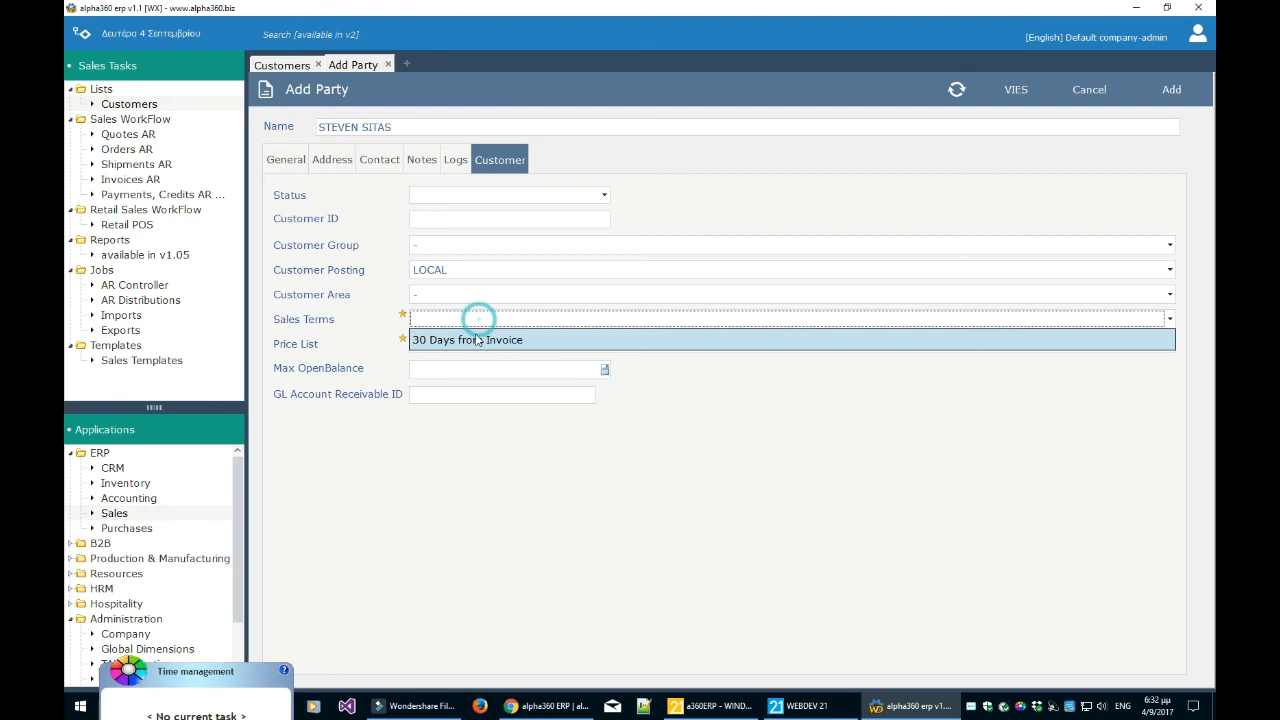 alpha360 erp v1.1 [WX] - www.alpha360.biz
Δευτέρα 4 Σεπτεμβρίου
Search [available in v2]
[English] Default company-admin
Sales Tasks
Lists
Customers
Sales WorkFlow
Quotes AR
Orders AR
Shipments AR
Invoices AR
Payments, Credits AR ...
Retail Sales WorkFlow
Retail POS
Reports
available in v1.05
Jobs
AR Controller
AR Distributions
Imports
Exports
Templates
Sales Templates
Applications
ERP
CRM
Inventory
Accounting
Sales
Purchases
B2B
Production & Manufacturing
Resources
HRM
Hospitality
Administration
Company
Global Dimensions
Customers
Add Party
Add Party
VIES
Cancel
Add
Name STEVEN SITAS
General Address Contact Notes Logs Customer
Status
Customer ID
Customer Group -
Customer Posting LOCAL
Customer Area -
Sales Terms
30 Days from Invoice
Price List
Max OpenBalance
GL Account Receivable ID
Time management
< No current task >
Wondershare Fil...
alpha360 ERP | al...
a360ERP - WIND...
WEBDEV 21
alpha360 erp v1....
ENG
6:32 μμ
4/9/2017